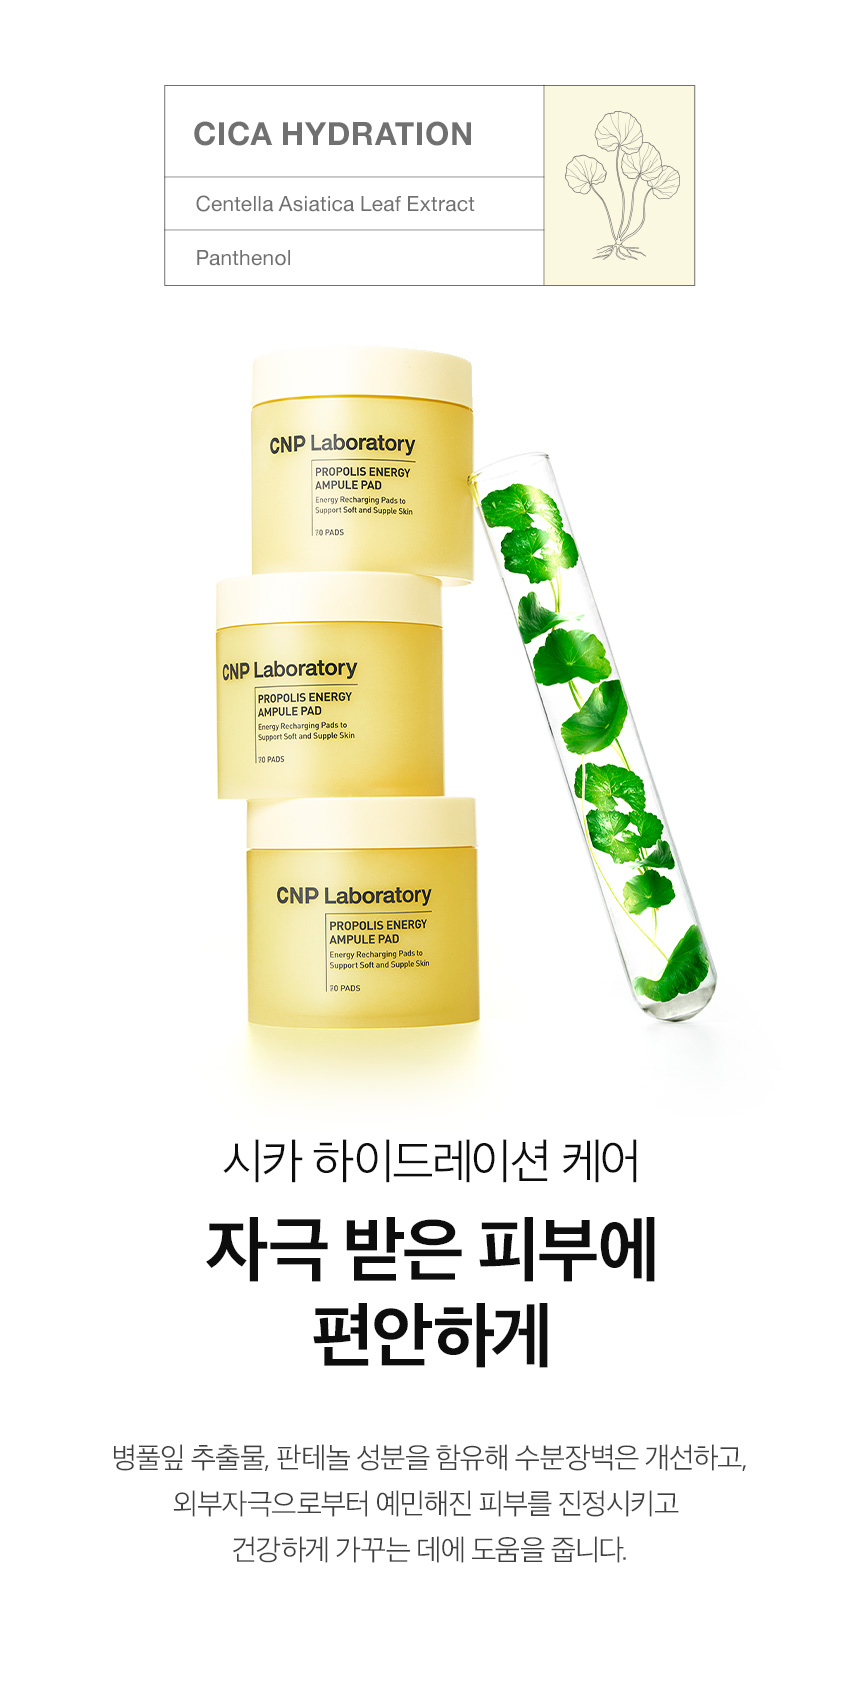 CICA HYDRATION
Centella Asiatica Leaf Extract
Panthenol
CNP Laboratory
PROPOLIS ENERGY
AMPULE PAD
Energy Recharging Pads to
Support Soft and Supple Skin
70 PADS
CNP Laboratory
PROPOLIS ENERGY
AMPULE PAD
Energy Recharging Pads to
Support Soft and Supple Skin
70 PADS
CNP Laboratory
PROPOLIS ENERGY
AMPULE PAD
Energy Recharging Pads to
Support Soft and Supple Skin
70 PADS
시카 하이드레이션 케어
자극 받은 피부에
편안하게
병풀잎 추출물, 판테놀 성분을 함유해 수분장벽은 개선하고,
외부자극으로부터 예민해진 피부를 진정시키고
건강하게 가꾸는 데에 도움을 줍니다.